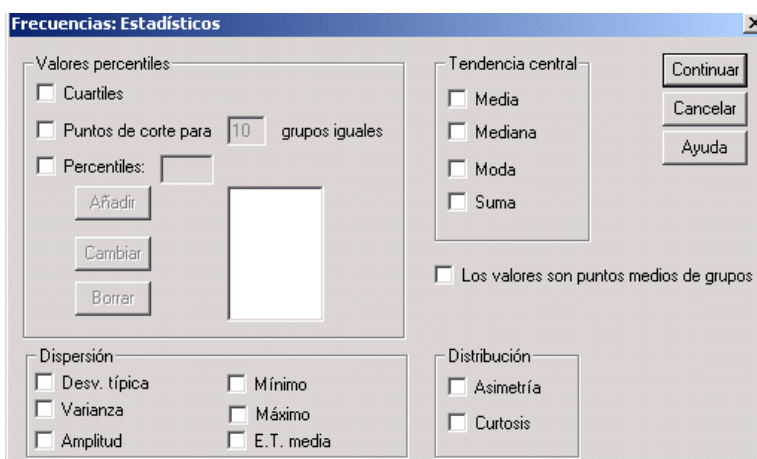 Frecuencias: Estadísticos
Valores percentiles
Cuartiles
Puntos de corte para 10 grupos iguales
Percentiles:
Añadir
Cambiar
Borrar
Tendencia central
Media
Mediana
Moda
Suma
Continuar
Cancelar
Ayuda
Los valores son puntos medios de grupos
Dispersión
Desv. típica
Mínimo
Varianza
Máximo
Amplitud
E.T. media
Distribución
Asimetría
Curtosis